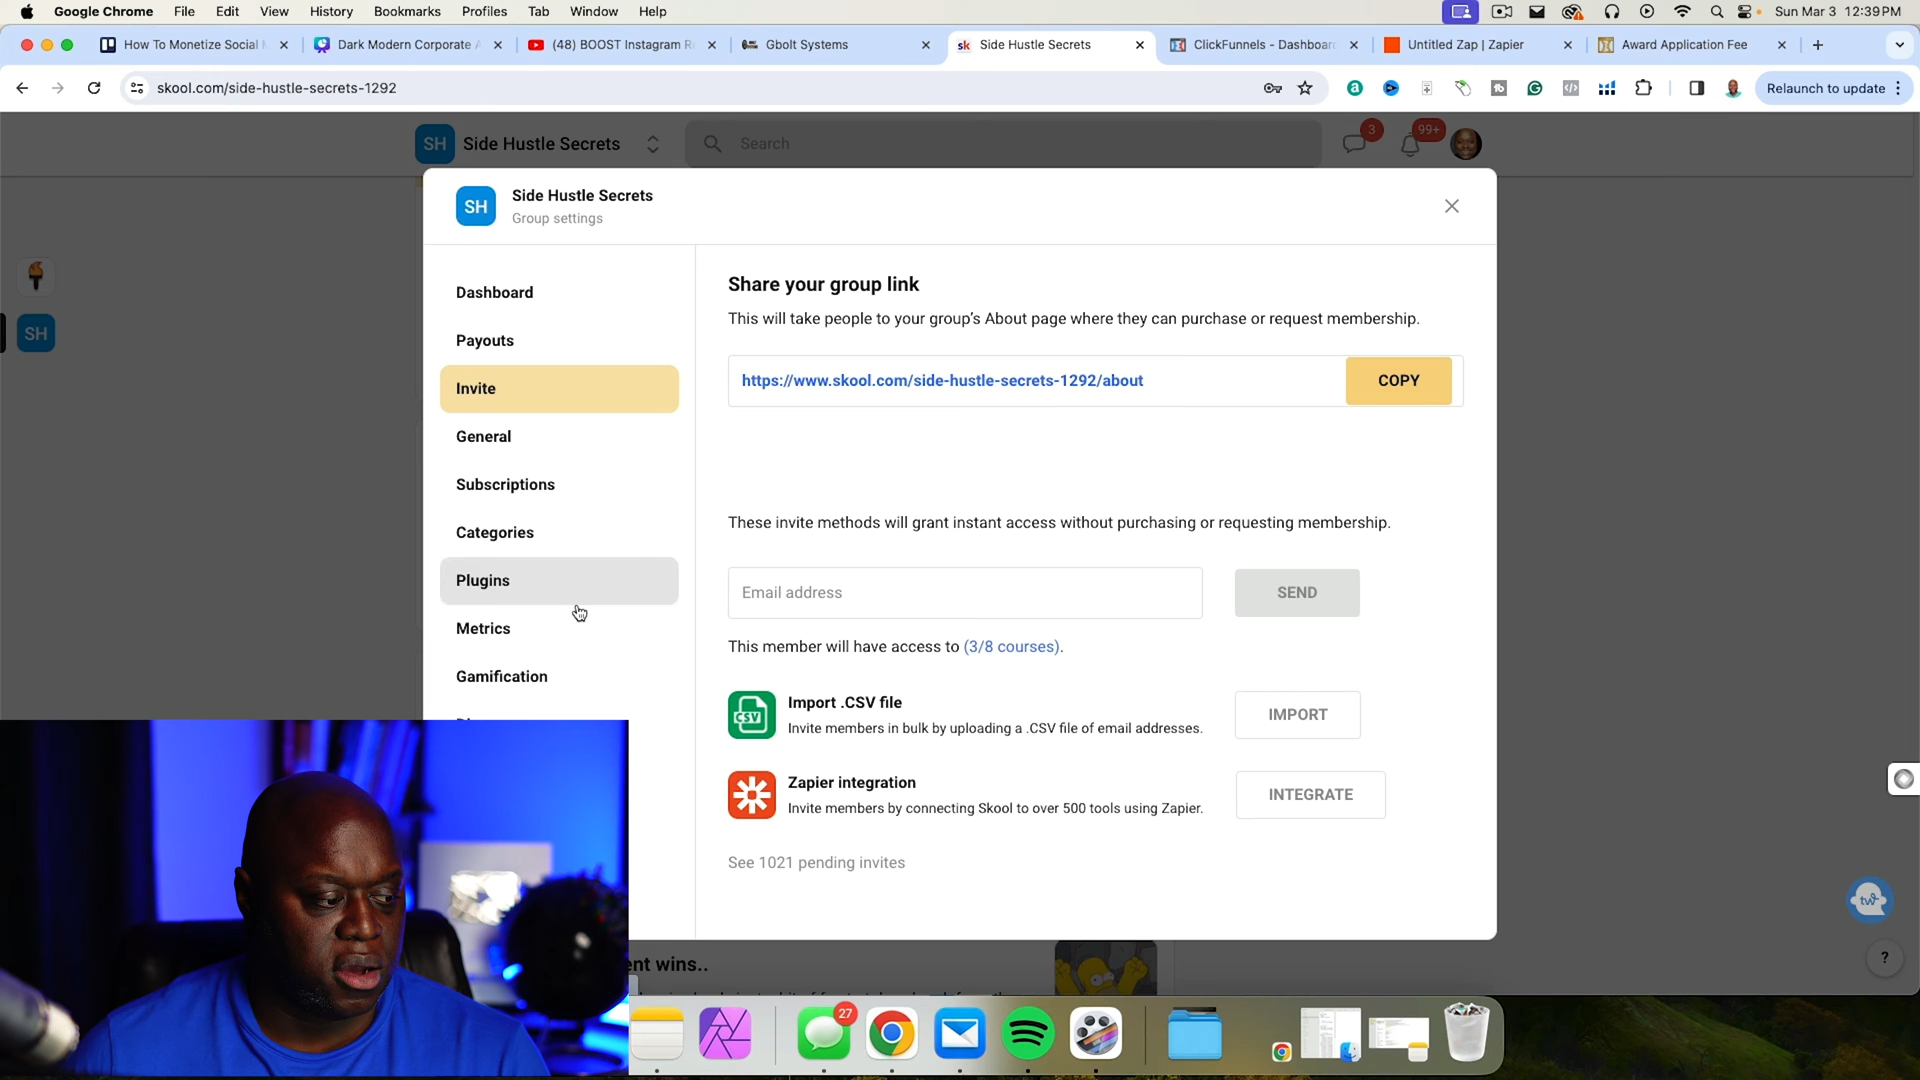 Google Chrome File Edit View History Bookmarks Profiles Tab Window Help Sun Mar 3 12:39 PM
How To Monetize Social Dark Modern Corporate A (48) BOOST Instagram R Gbolt Systems sk Side Hustle Secrets ClickFunnels - Dashboar Untitled Zap | Zapier Award Application Fee
skool.com/side-hustle-secrets-1292 Relaunch to update
SH Side Hustle Secrets Search 3 99+
SH Side Hustle Secrets
Group settings
SH
Dashboard
Payouts
Invite
General
Subscriptions
Categories
Plugins
Metrics
Gamification
Share your group link
This will take people to your group's About page where they can purchase or request membership.
https://www.skool.com/side-hustle-secrets-1292/about COPY
These invite methods will grant instant access without purchasing or requesting membership.
Email address SEND
This member will have access to (3/8 courses).
CSV Import .CSV file
Invite members in bulk by uploading a .CSV file of email addresses. IMPORT
Zapier integration
Invite members by connecting Skool to over 500 tools using Zapier. INTEGRATE
See 1021 pending invites
tw
?
nt wins..
27